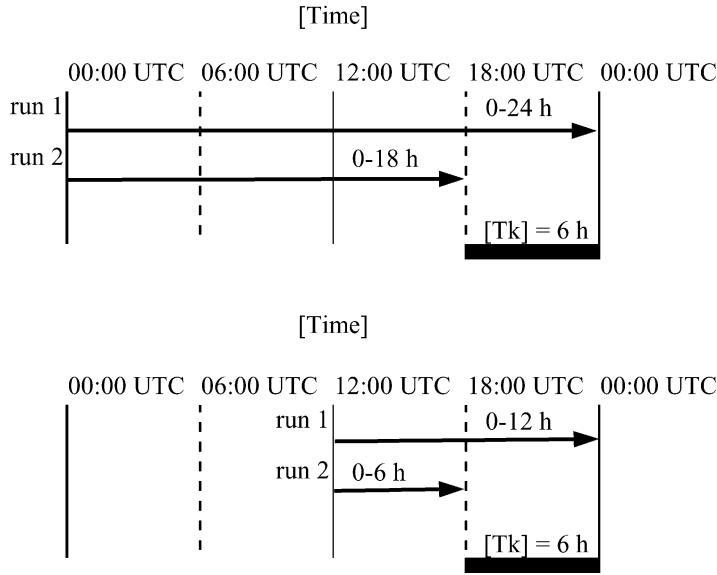 [Time]
00:00 UTC 06:00 UTC 12:00 UTC 18:00 UTC 00:00 UTC
run 1 0-24 h
run 2 0-18 h
[Tk] = 6 h
[Time]
00:00 UTC 06:00 UTC 12:00 UTC 18:00 UTC 00:00 UTC
run 1 0-12 h
run 2 0-6 h
[Tk] = 6 h